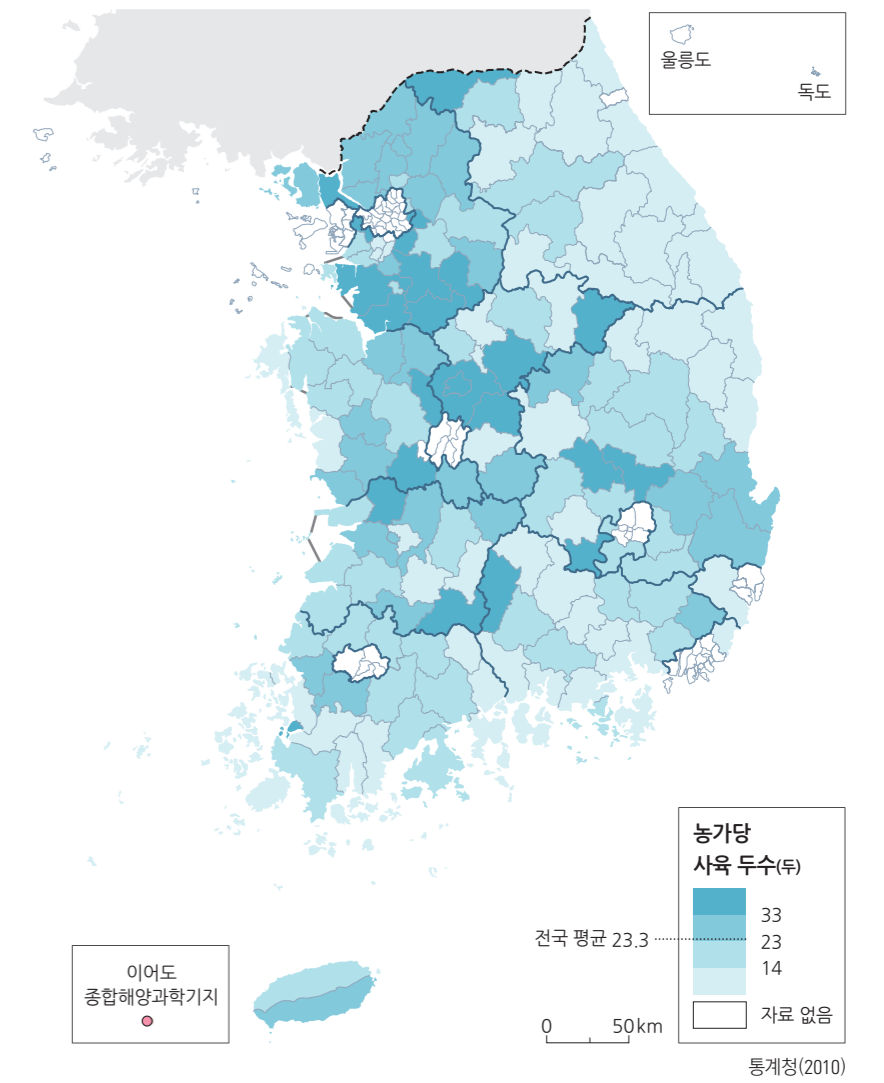 울릉도
독도
농가당
사육 두수(두)
33
전국 평균 23.3
23
14
자료 없음
이어도
종합해양과학기지
0 50km
통계청(2010)